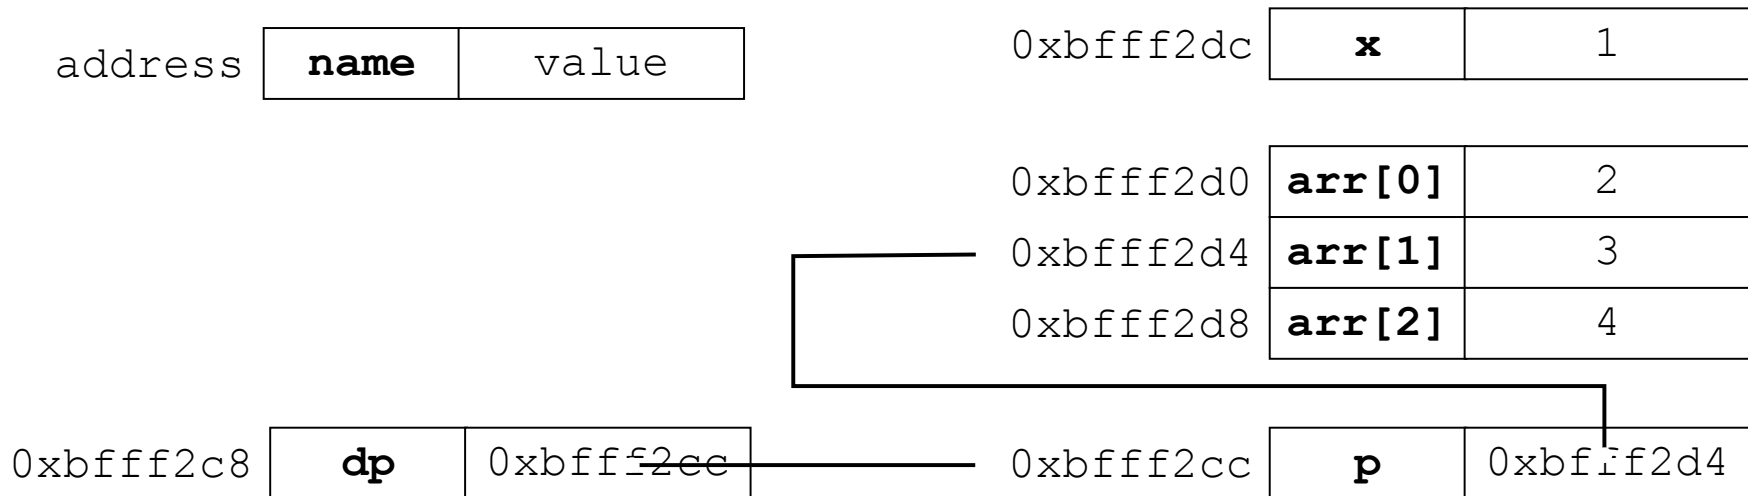 address name value
0xbfff2dc x 1
0xbfff2d0 arr[0] 2
0xbfff2d4 arr[1] 3
0xbfff2d8 arr[2] 4
0xbfff2c8 dp 0xbfff2cc
0xbfff2cc p 0xbfff2d4